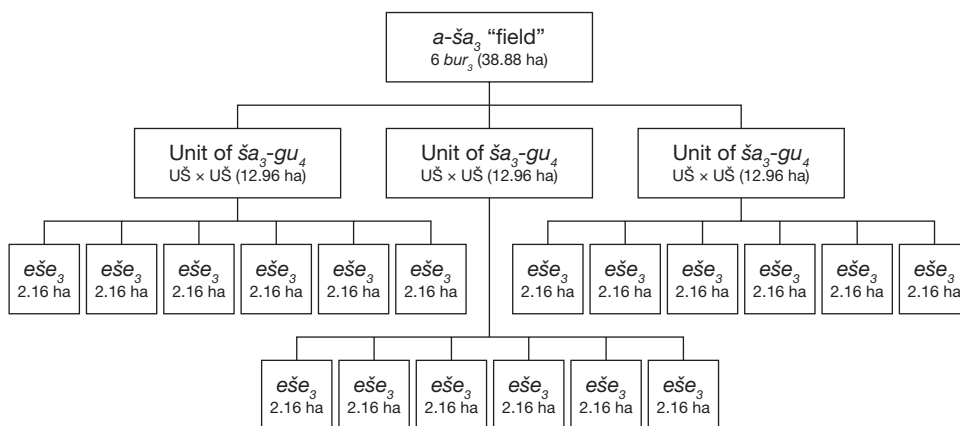 a-ša₃ “field”
6 bur₃ (38.88 ha)
Unit of ša₃-gu₄
UŠ × UŠ (12.96 ha)
Unit of ša₃-gu₄
UŠ × UŠ (12.96 ha)
Unit of ša₃-gu₄
UŠ × UŠ (12.96 ha)
eše₃
2.16 ha
eše₃
2.16 ha
eše₃
2.16 ha
eše₃
2.16 ha
eše₃
2.16 ha
eše₃
2.16 ha
eše₃
2.16 ha
eše₃
2.16 ha
eše₃
2.16 ha
eše₃
2.16 ha
eše₃
2.16 ha
eše₃
2.16 ha
eše₃
2.16 ha
eše₃
2.16 ha
eše₃
2.16 ha
eše₃
2.16 ha
eše₃
2.16 ha
eše₃
2.16 ha